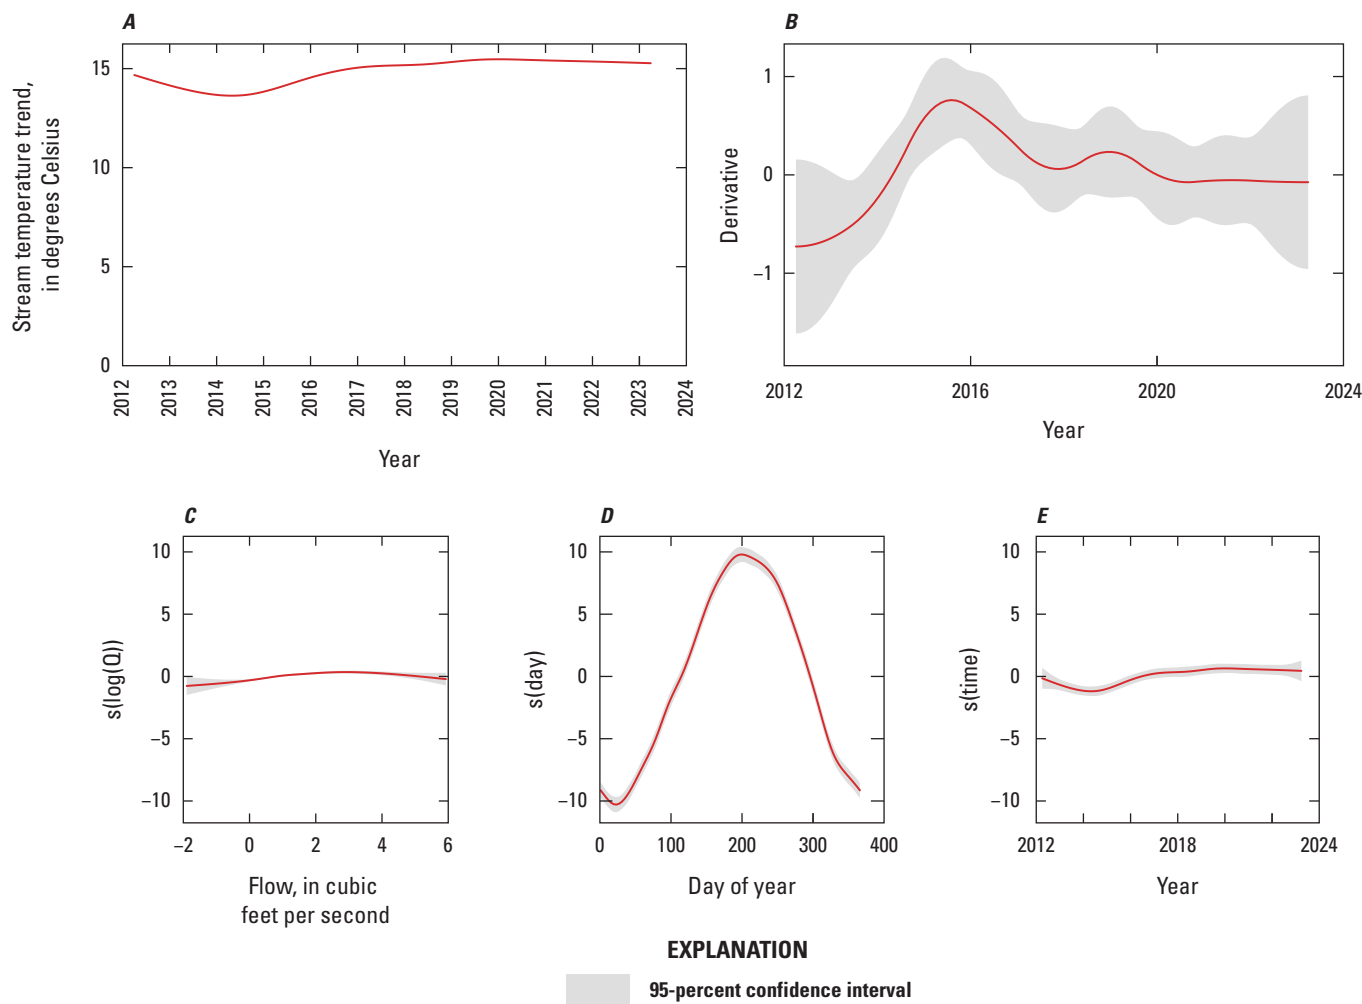 A
Stream temperature trend,
in degrees Celsius
15
10
5
0
2012
2013
2014
2015
2016
2017
2018
2019
2020
2021
2022
2023
2024
Year
B
Derivative
1
0
–1
2012
2016
2020
2024
Year
C
s(log(Q))
10
5
0
–5
–10
–2
0
2
4
6
Flow, in cubic
feet per second
D
s(day)
10
5
0
–5
–10
0
100
200
300
400
Day of year
E
s(time)
10
5
0
–5
–10
2012
2018
2024
Year
EXPLANATION
95-percent confidence interval